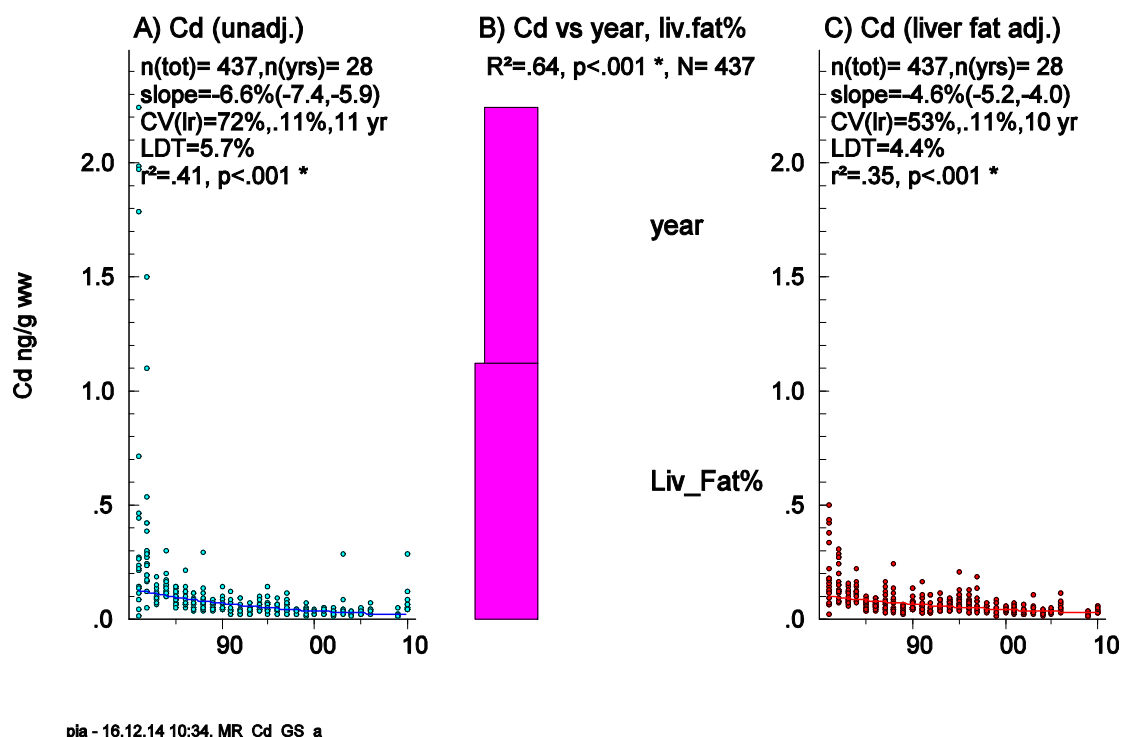 A) Cd (unadj.)
n(tot)= 437,n(yrs)= 28
slope=-6.6%(-7.4,-5.9)
CV(lr)=72%,.11%,11 yr
LDT=5.7%
r²=.41, p<.001 *
2.0
1.5
1.0
.5
.0
Cd ng/g ww
90 00 10
B) Cd vs year, liv.fat%
R²=.64, p<.001 *, N= 437
year
Liv_Fat%
C) Cd (liver fat adj.)
n(tot)= 437,n(yrs)= 28
slope=-4.6%(-5.2,-4.0)
CV(lr)=53%,.11%,10 yr
LDT=4.4%
r²=.35, p<.001 *
2.0
1.5
1.0
.5
.0
90 00 10
pia - 16.12.14 10:34, MR_Cd_GS_a